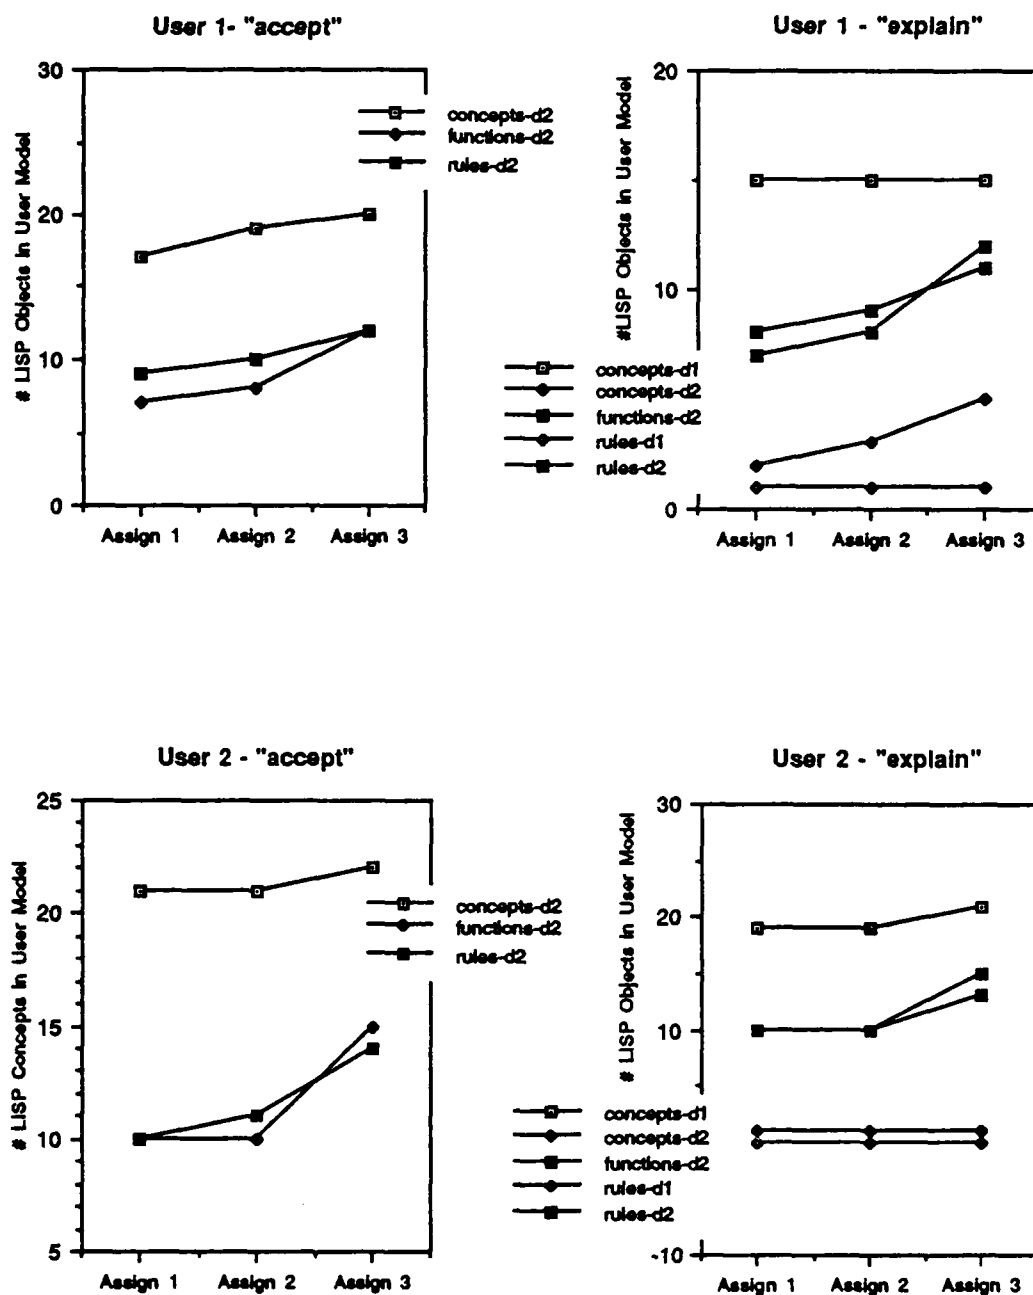 User 1- "accept"
# LISP Objects in User Model
30
20
10
0
concepts-d2
functions-d2
rules-d2
Assign 1 Assign 2 Assign 3
User 1 - "explain"
#LISP Objects in User Model
20
10
0
concepts-d1
concepts-d2
functions-d2
rules-d1
rules-d2
Assign 1 Assign 2 Assign 3
User 2 - "accept"
# LISP Concepts in User Model
25
20
15
10
5
concepts-d2
functions-d2
rules-d2
Assign 1 Assign 2 Assign 3
User 2 - "explain"
# LISP Objects in User Model
30
20
10
-10
concepts-d1
concepts-d2
functions-d2
rules-d1
rules-d2
Assign 1 Assign 2 Assign 3